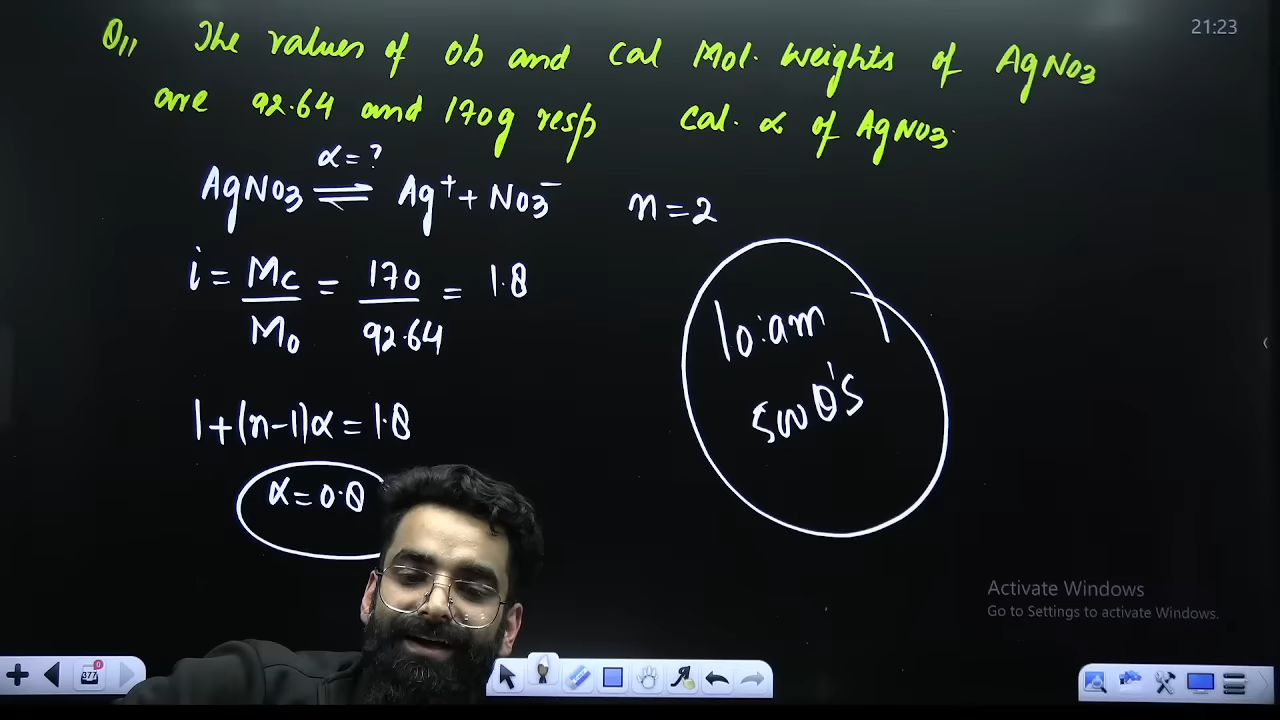 21:23
Q11 The values of ob and cal Mol. weights of AgNO3
are 92.64 and 170g resp cal. α of AgNO3.
α = ?
AgNO3 ⇌ Ag+ + NO3− n = 2
i = Mc/Mo = 170/92.64 = 1.8
1+(n-1)α = 1.8
α = 0.8
10:am
500 Q's
Activate Windows
Go to Settings to activate Windows.